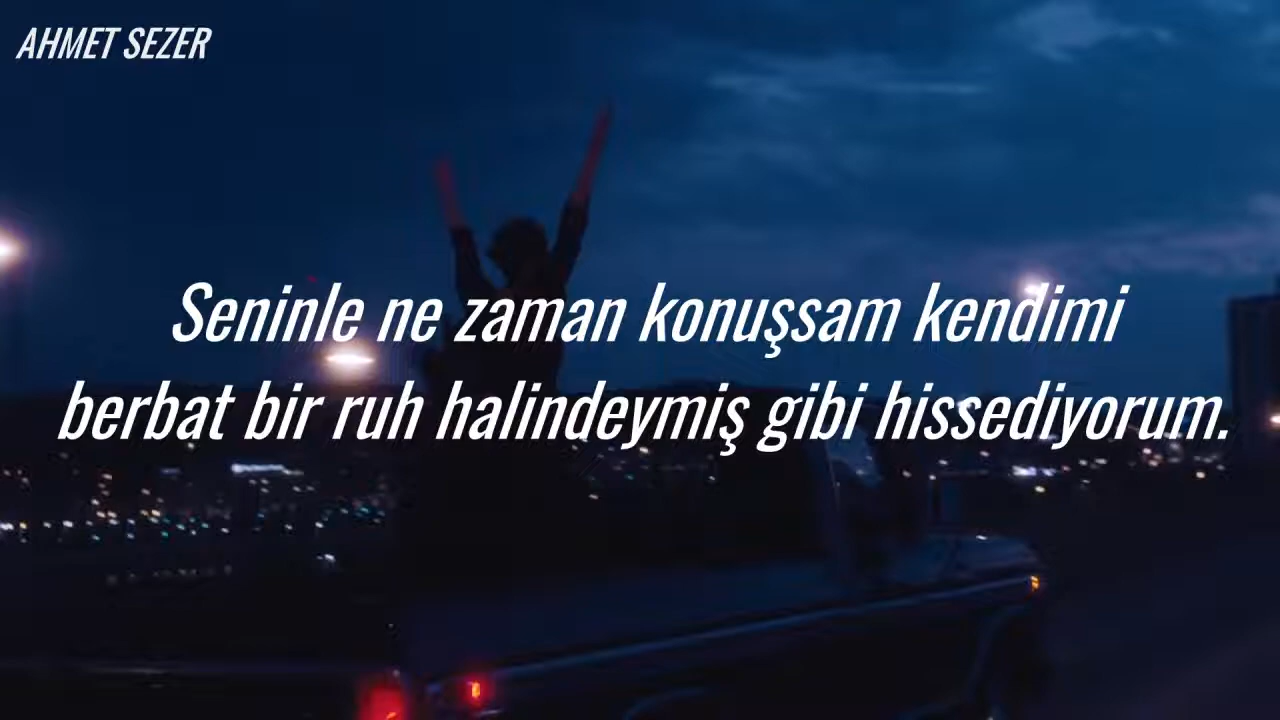 AHMET SEZER
Seninle ne zaman konuşsam kendimi
berbat bir ruh halindeymiş gibi hissediyorum.